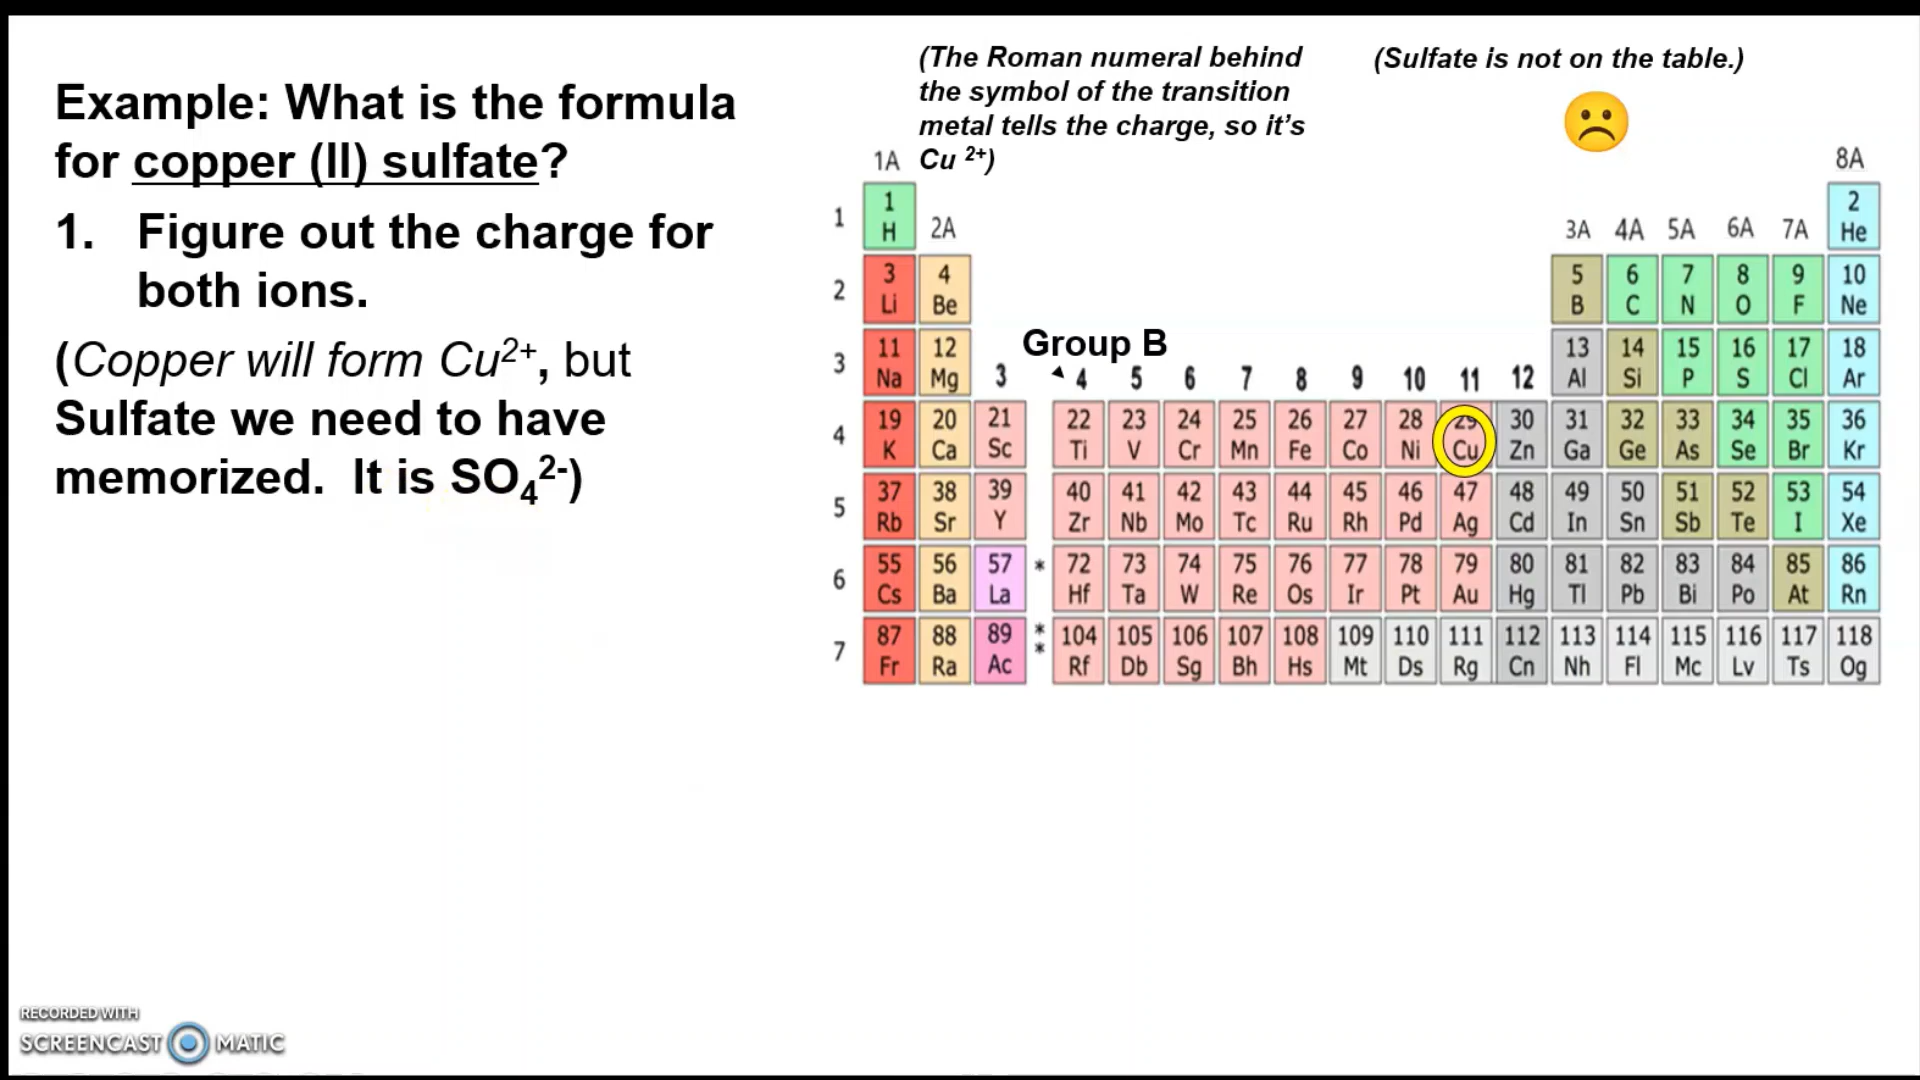 Example: What is the formula
for copper (II) sulfate?
1. Figure out the charge for
both ions.
(Copper will form Cu2+, but
Sulfate we need to have
memorized. It is SO42-)
(The Roman numeral behind
the symbol of the transition
metal tells the charge, so it's
Cu 2+)
(Sulfate is not on the table.)
1A 8A
1 2
1 H He
2A 3A 4A 5A 6A 7A
3 4 5 6 7 8 9 10
2 Li Be B C N O F Ne
Group B
11 12 13 14 15 16 17 18
3 Na Mg Al Si P S Cl Ar
3 4 5 6 7 8 9 10 11 12
19 20 21 22 23 24 25 26 27 28 29 30 31 32 33 34 35 36
4 K Ca Sc Ti V Cr Mn Fe Co Ni Cu Zn Ga Ge As Se Br Kr
37 38 39 40 41 42 43 44 45 46 47 48 49 50 51 52 53 54
5 Rb Sr Y Zr Nb Mo Tc Ru Rh Pd Ag Cd In Sn Sb Te I Xe
55 56 57 * 72 73 74 75 76 77 78 79 80 81 82 83 84 85 86
6 Cs Ba La Hf Ta W Re Os Ir Pt Au Hg Tl Pb Bi Po At Rn
87 88 89 * * 104 105 106 107 108 109 110 111 112 113 114 115 116 117 118
7 Fr Ra Ac Rf Db Sg Bh Hs Mt Ds Rg Cn Nh Fl Mc Lv Ts Og
RECORDED WITH
SCREENCAST MATIC